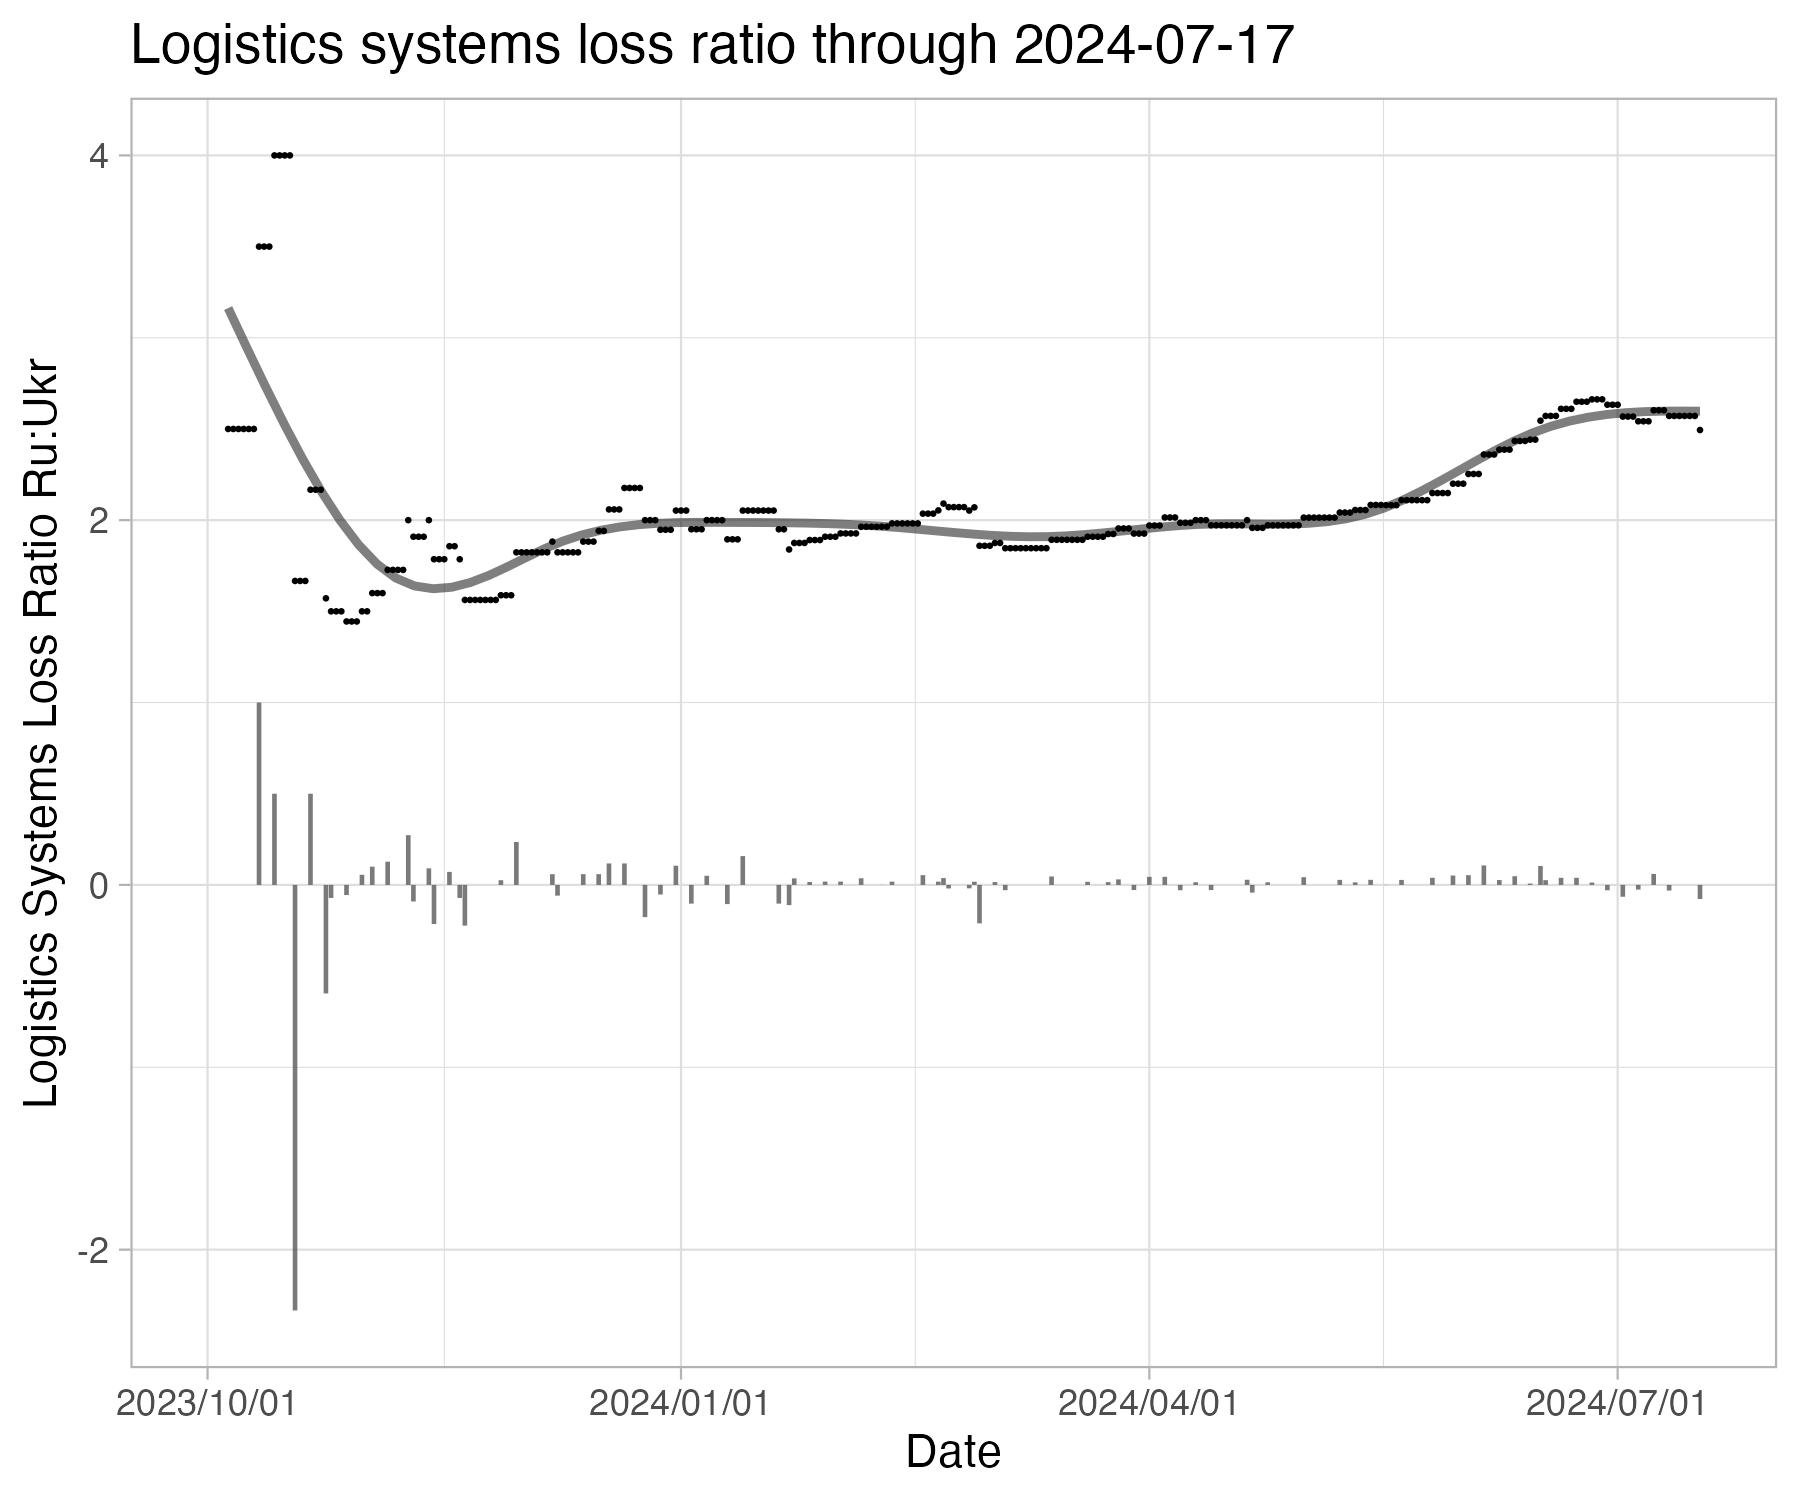 Logistics systems loss ratio through 2024-07-17
Logistics Systems Loss Ratio Ru:Ukr
4
2
0
-2
2023/10/01
2024/01/01
2024/04/01
2024/07/01
Date